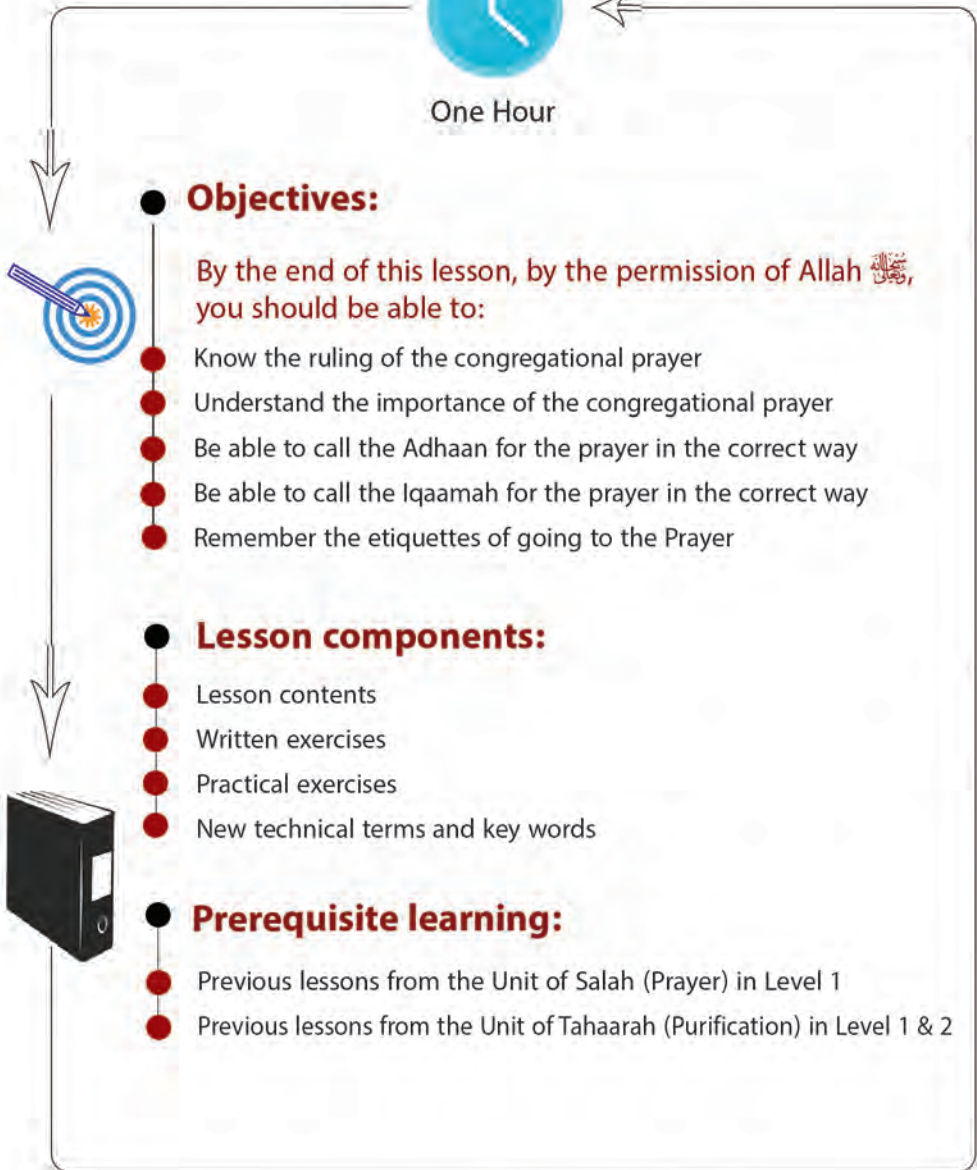 One Hour
Objectives:
By the end of this lesson, by the permission of Allah سبحانه وتعالى,
you should be able to:
Know the ruling of the congregational prayer
Understand the importance of the congregational prayer
Be able to call the Adhaan for the prayer in the correct way
Be able to call the Iqaamah for the prayer in the correct way
Remember the etiquettes of going to the Prayer
Lesson components:
Lesson contents
Written exercises
Practical exercises
New technical terms and key words
Prerequisite learning:
Previous lessons from the Unit of Salah (Prayer) in Level 1
Previous lessons from the Unit of Tahaarah (Purification) in Level 1 & 2